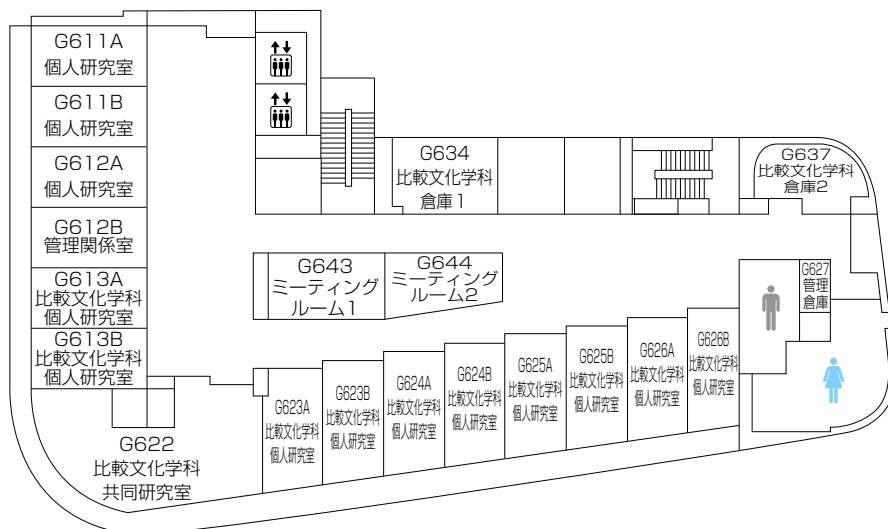 G611A
個人研究室
G611B
個人研究室
G612A
個人研究室
G612B
管理関係室
G613A
比較文化学科
個人研究室
G613B
比較文化学科
個人研究室
G622
比較文化学科
共同研究室
G634
比較文化学科
倉庫1
G637
比較文化学科
倉庫2
G643
ミーティング
ルーム1
G644
ミーティング
ルーム2
G627
管理
倉庫
G623A
比較文化学科
個人研究室
G623B
比較文化学科
個人研究室
G624A
比較文化学科
個人研究室
G624B
比較文化学科
個人研究室
G625A
比較文化学科
個人研究室
G625B
比較文化学科
個人研究室
G626A
比較文化学科
個人研究室
G626B
比較文化学科
個人研究室